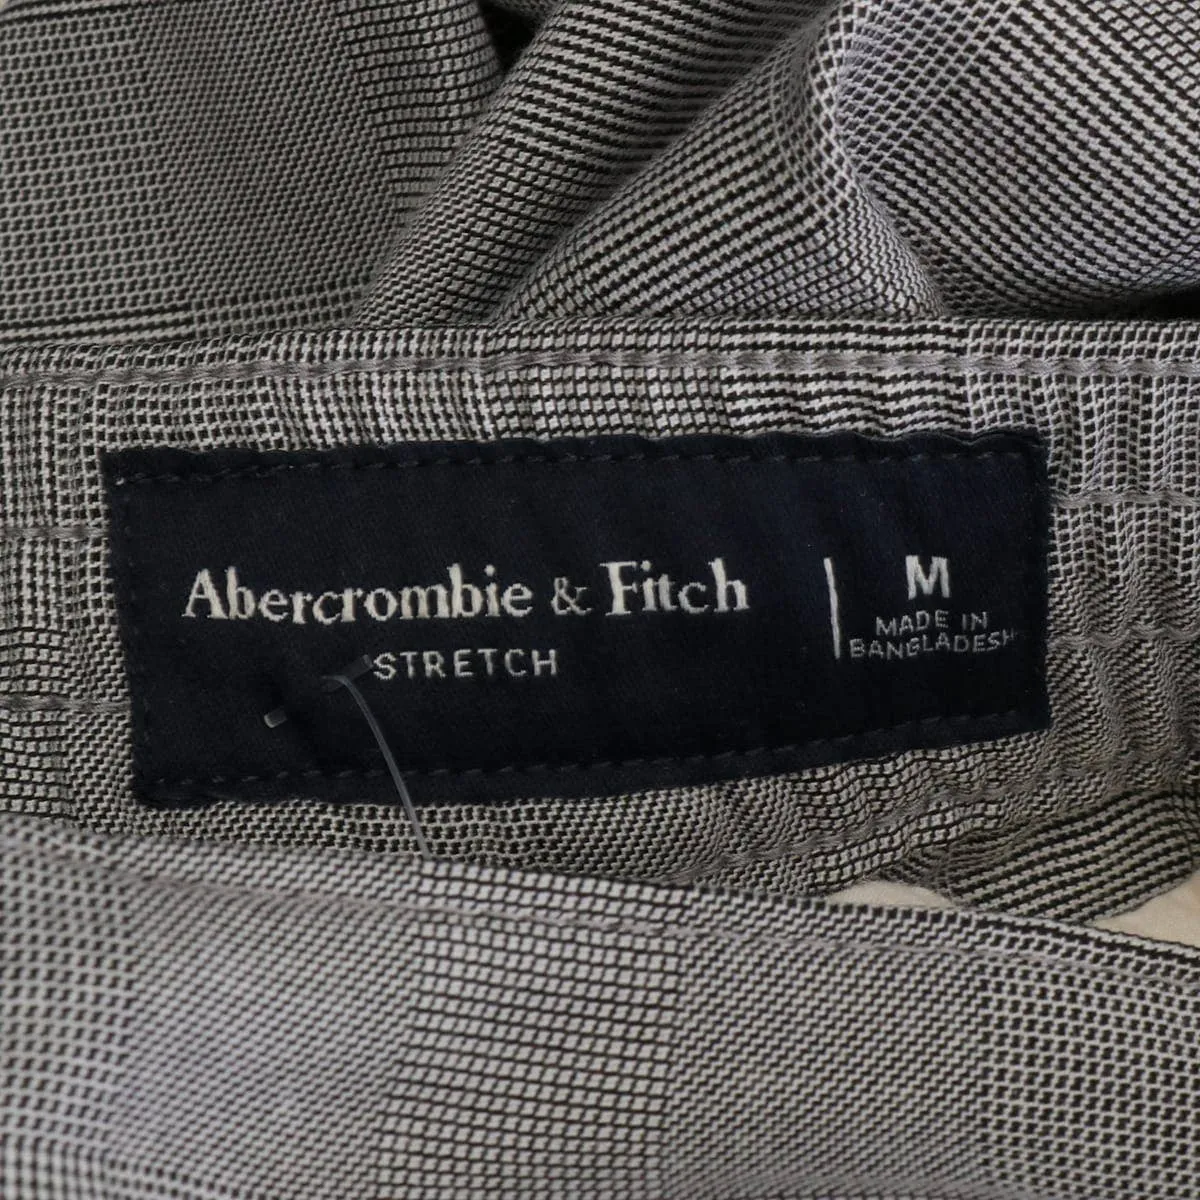 Abercrombie & Fitch
STRETCH
M
MADE IN
BANGLADESH